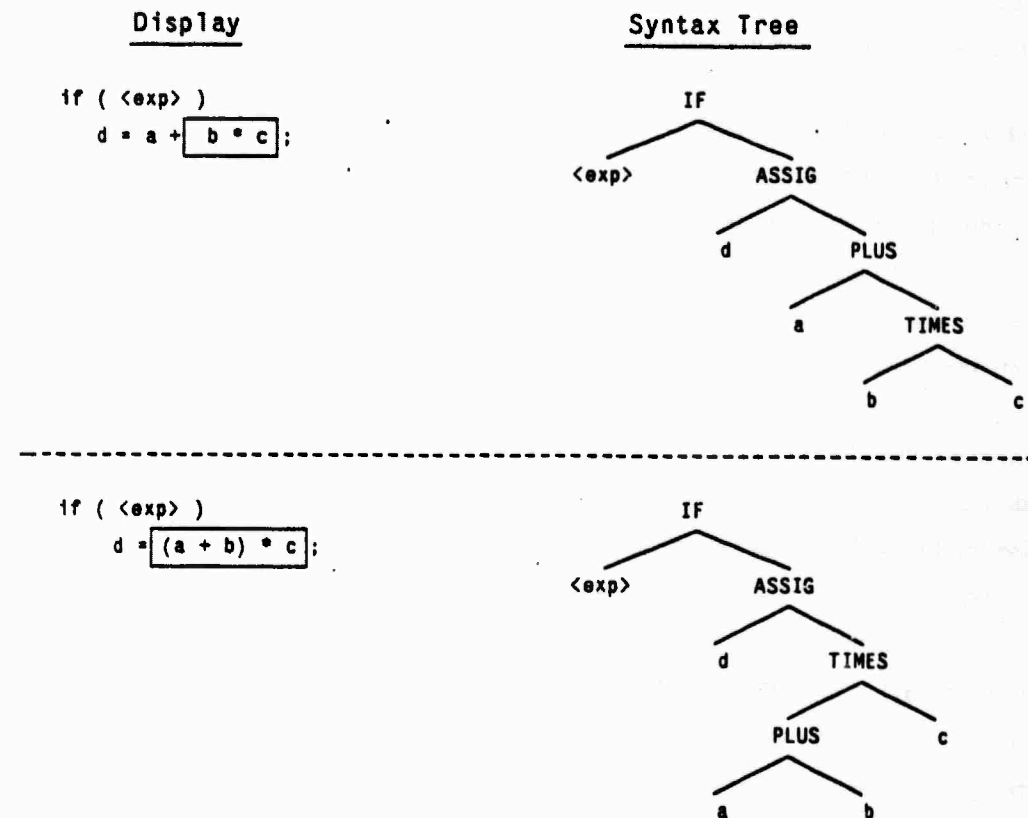 Display
Syntax Tree
if ( <exp> )
d = a + b * c ;
IF
<exp> ASSIG
d PLUS
a TIMES
b c
if ( <exp> )
d = (a + b) * c ;
IF
<exp> ASSIG
d TIMES
PLUS c
a b